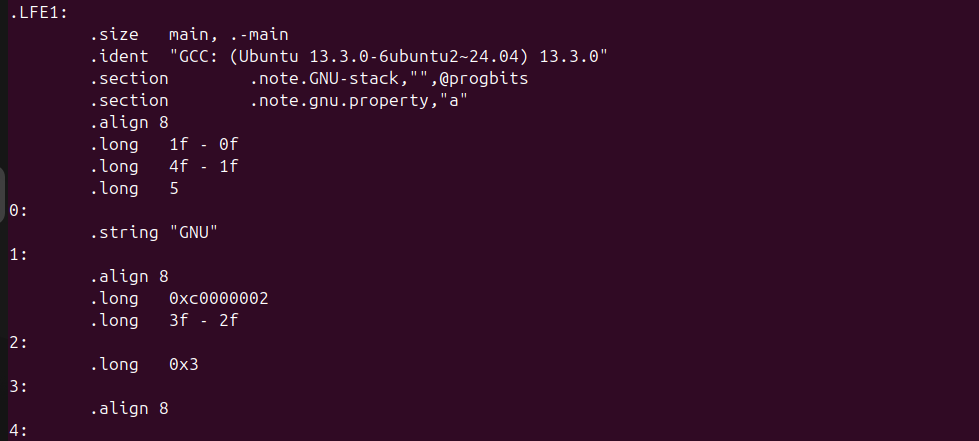 .LFE1:
        .size   main, .-main
        .ident  "GCC: (Ubuntu 13.3.0-6ubuntu2~24.04) 13.3.0"
        .section        .note.GNU-stack,"",@progbits
        .section        .note.gnu.property,"a"
        .align 8
        .long   1f - 0f
        .long   4f - 1f
        .long   5
0:
        .string "GNU"
1:
        .align 8
        .long   0xc0000002
        .long   3f - 2f
2:
        .long   0x3
3:
        .align 8
4: